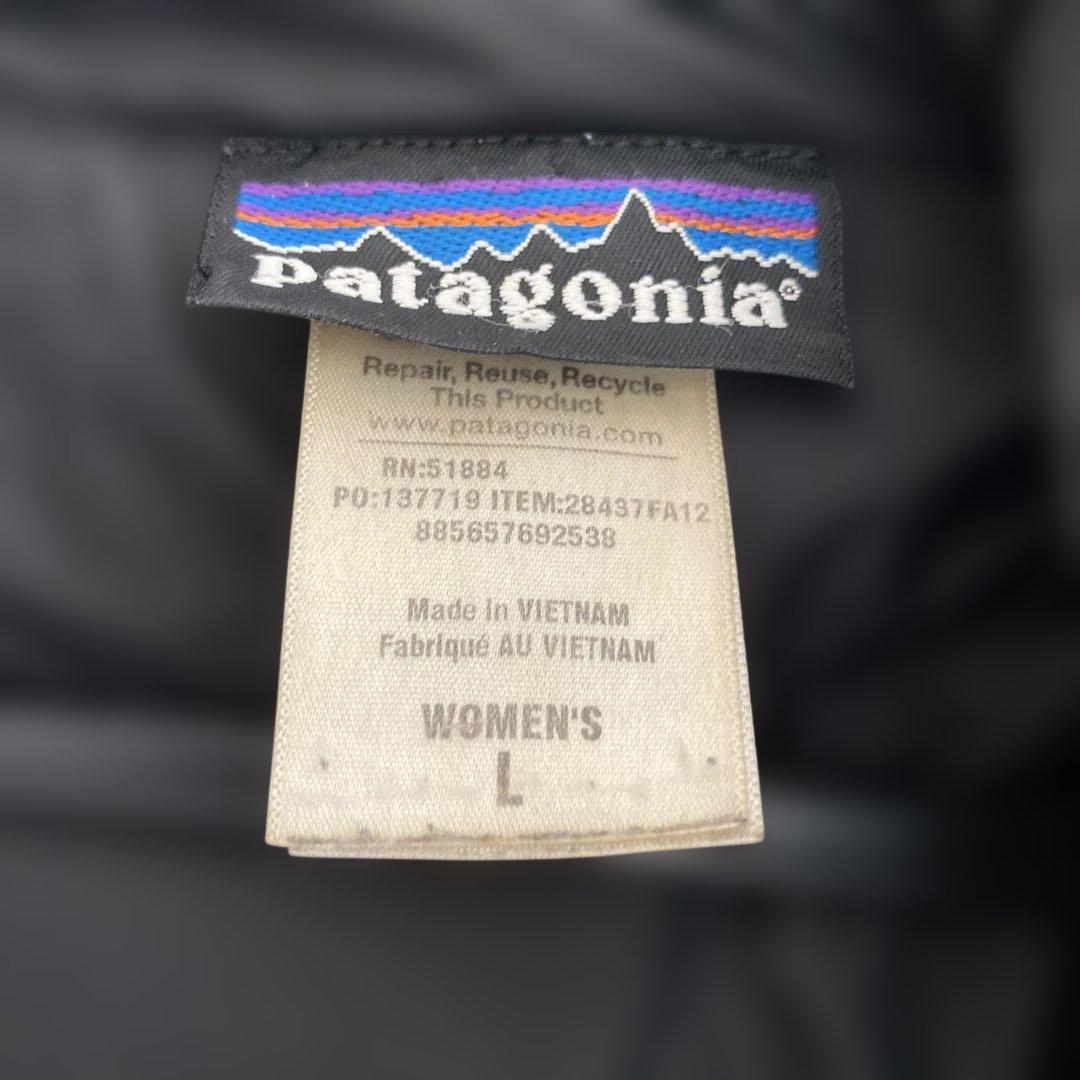 patagonia®
Repair, Reuse, Recycle
This Product
www.patagonia.com
RN:51884
PO:137719 ITEM:28437FA12
885657692538
Made in VIETNAM
Fabriqué AU VIETNAM
WOMEN'S
L